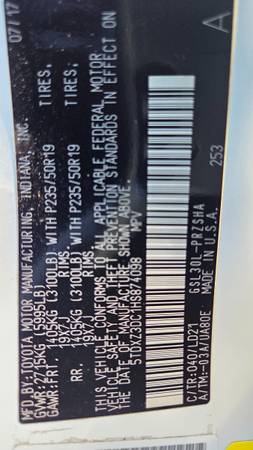 MFD.BY:TOYOTA MOTOR MANUFACTURING, INDIANA, INC. 07/17
GVWR:2715KG (5995LB)
GAWR:FRT. 1405KG (3100LB) WITH P235/50R19 TIRES,
19X7J RIMS,
RR. 1405KG (3100LB) WITH P235/50R19 TIRES,
19X7J RIMS,
THIS VEHICLE CONFORMS TO ALL APPLICABLE FEDERAL MOTOR
VEHICLE SAFETY, BUMPER, AND THEFT PREVENTION STANDARDS IN EFFECT ON
THE DATE OF MANUFACTURE SHOWN ABOVE.
MPV
C/TR:040/LD21
A/TM:-03A/UA80E
GSL30L-PRZSHA
MADE IN U.S.A.
253
A